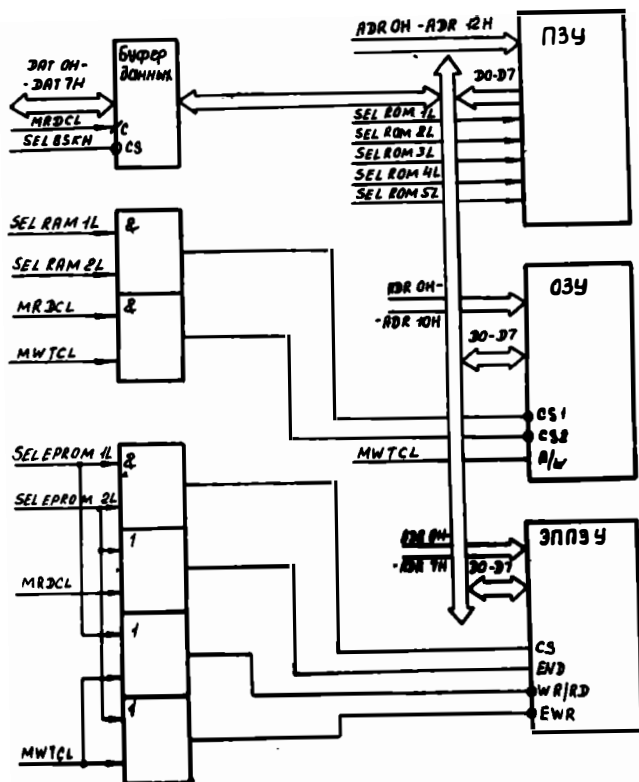 ADR 0H - ADR 12H
ПЗУ
Буфер
данных
DAT 0H-
- DAT 7H
D0-D7
MRDCL
C
SEL BSKH
CS
SEL ROM 1L
SEL ROM 2L
SEL ROM 3L
SEL ROM 4L
SEL ROM 5L
SEL RAM 1L
&
SEL RAM 2L
&
MRDCL
MWTCL
ОЗУ
ADR 0H-
-ADR 10H
D0-D7
CS1
CS2
MWTCL
R/W
SEL EPROM 1L
&
SEL EPROM 2L
1
MRDCL
1
1
MWTCL
ЭППЗУ
ADR 0H-
-ADR 7H
D0-D7
CS
END
WR/RD
EWR